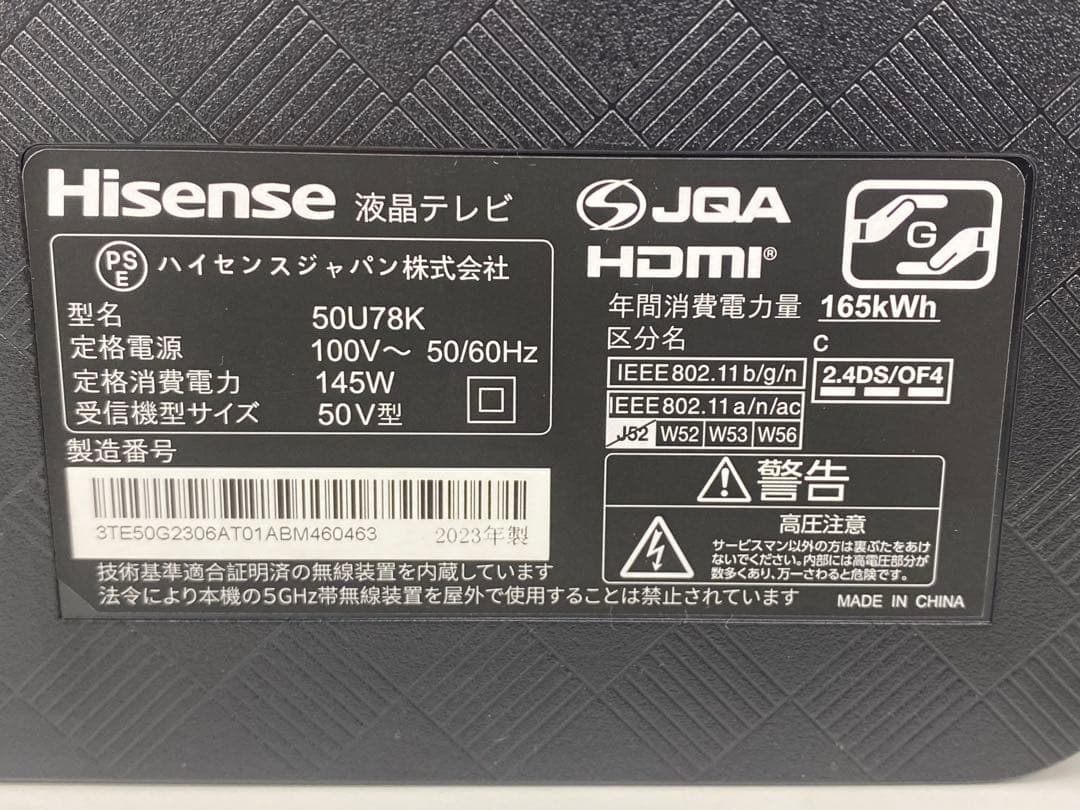 Hisense 液晶テレビ
PSE ハイセンスジャパン株式会社
型名 50U78K
定格電源 100V～ 50/60Hz
定格消費電力 145W
受信機型サイズ 50V型
製造番号
3TE50G2306AT01ABM460463 2023年製
JQA
HDMI®
G
年間消費電力量 165kWh
区分名 C
IEEE802.11b/g/n
2.4DS/OF4
IEEE802.11a/n/ac
J52 W52 W53 W56
警告
高圧注意
サービスマン以外の方は裏ぶたをあけ
ないでください。内部には高電圧部分が
数多くあり、万一さわると危険です。
技術基準適合証明済の無線装置を内蔵しています
法令により本機の5GHz帯無線装置を屋外で使用することは禁止されています
MADE IN CHINA